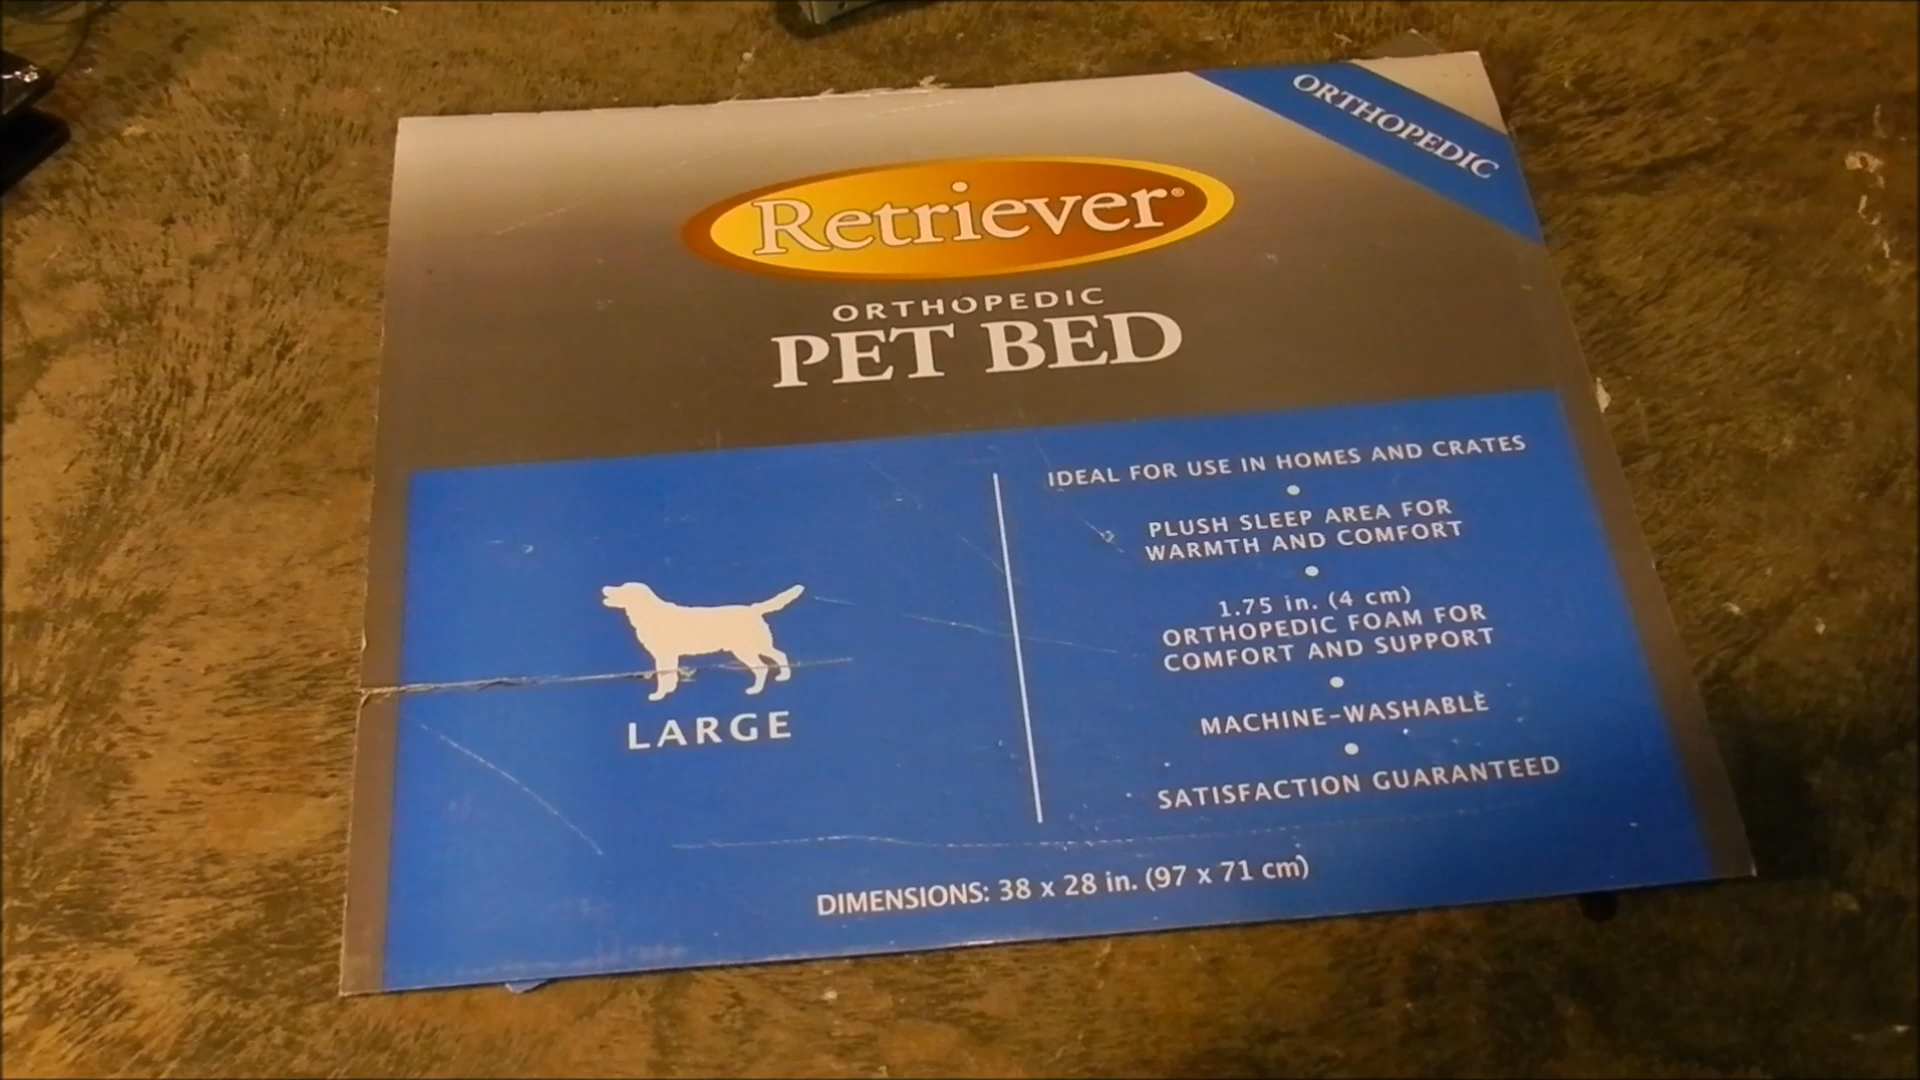 ORTHOPEDIC
Retriever®
ORTHOPEDIC
PET BED
IDEAL FOR USE IN HOMES AND CRATES
•
PLUSH SLEEP AREA FOR
WARMTH AND COMFORT
•
1.75 in. (4 cm)
ORTHOPEDIC FOAM FOR
COMFORT AND SUPPORT
•
MACHINE-WASHABLE
•
SATISFACTION GUARANTEED
LARGE
DIMENSIONS: 38 x 28 in. (97 x 71 cm)